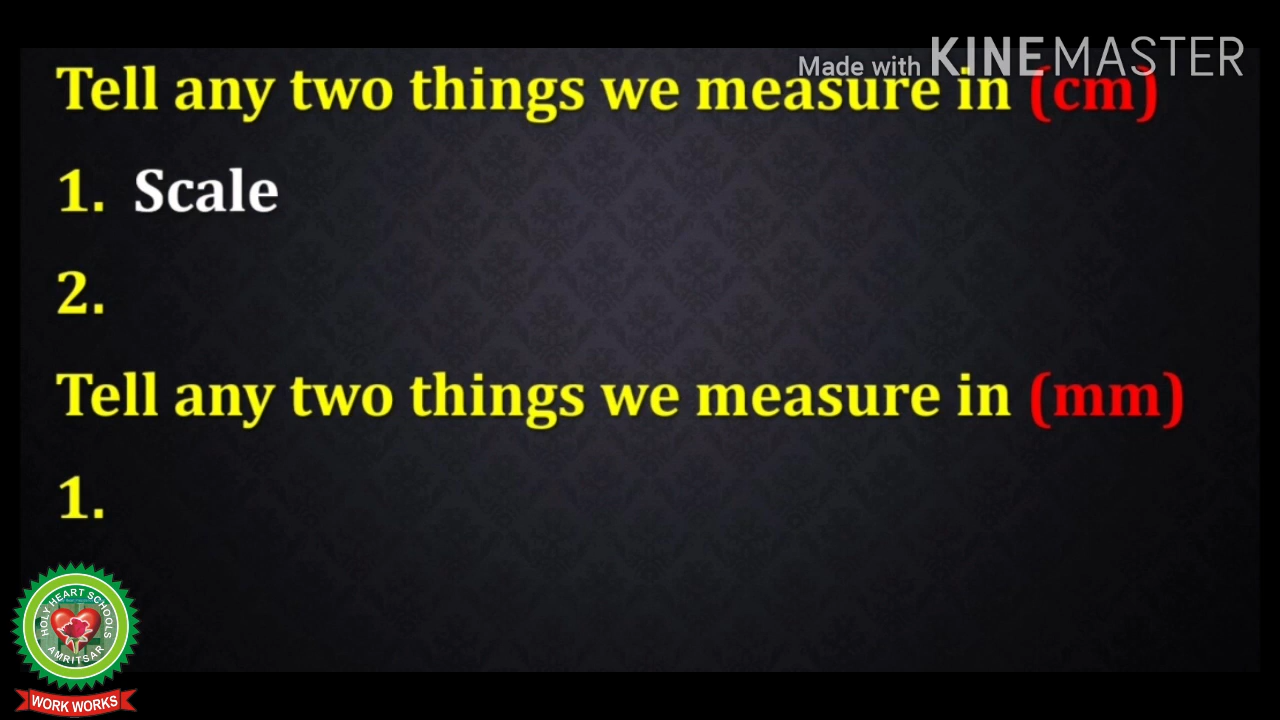 Made with KINEMASTER
Tell any two things we measure in (cm)
1. Scale
2.
Tell any two things we measure in (mm)
1.
HOLY HEART SCHOOLS
AMRITSAR
WORK WORKS